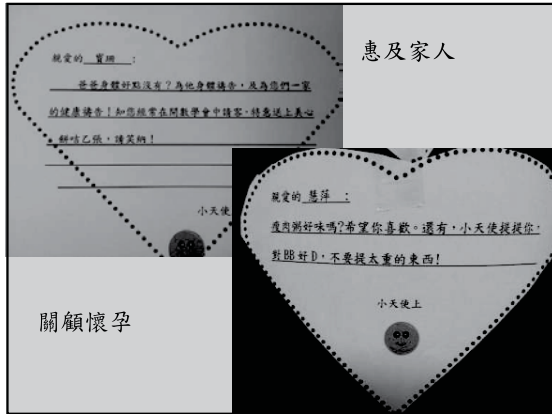 惠及家人
親愛的 寶珊 :
爸爸身體好點沒有?為他身體禱告,及為您們一家
的健康禱告!知您經常在開數學會中請客,特意送上美心
餅咭乙張,請笑納!
小天使
親愛的 慧萍 :
瘦肉粥好味嗎?希望你喜歡。還有,小天使提提你,
對BB好D,不要提太重的東西!
小天使上
關顧懷孕